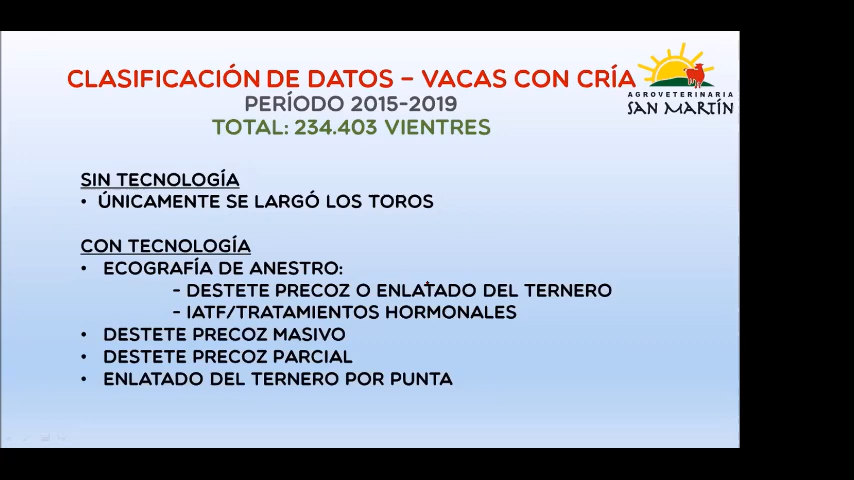 CLASIFICACIÓN DE DATOS – VACAS CON CRÍA
PERÍODO 2015-2019
TOTAL: 234.403 VIENTRES
AGROVETERINARIA
SAN MARTÍN
SIN TECNOLOGÍA
• ÚNICAMENTE SE LARGÓ LOS TOROS
CON TECNOLOGÍA
• ECOGRAFÍA DE ANESTRO:
- DESTETE PRECOZ O ENLATADO DEL TERNERO
- IATF/TRATAMIENTOS HORMONALES
• DESTETE PRECOZ MASIVO
• DESTETE PRECOZ PARCIAL
• ENLATADO DEL TERNERO POR PUNTA